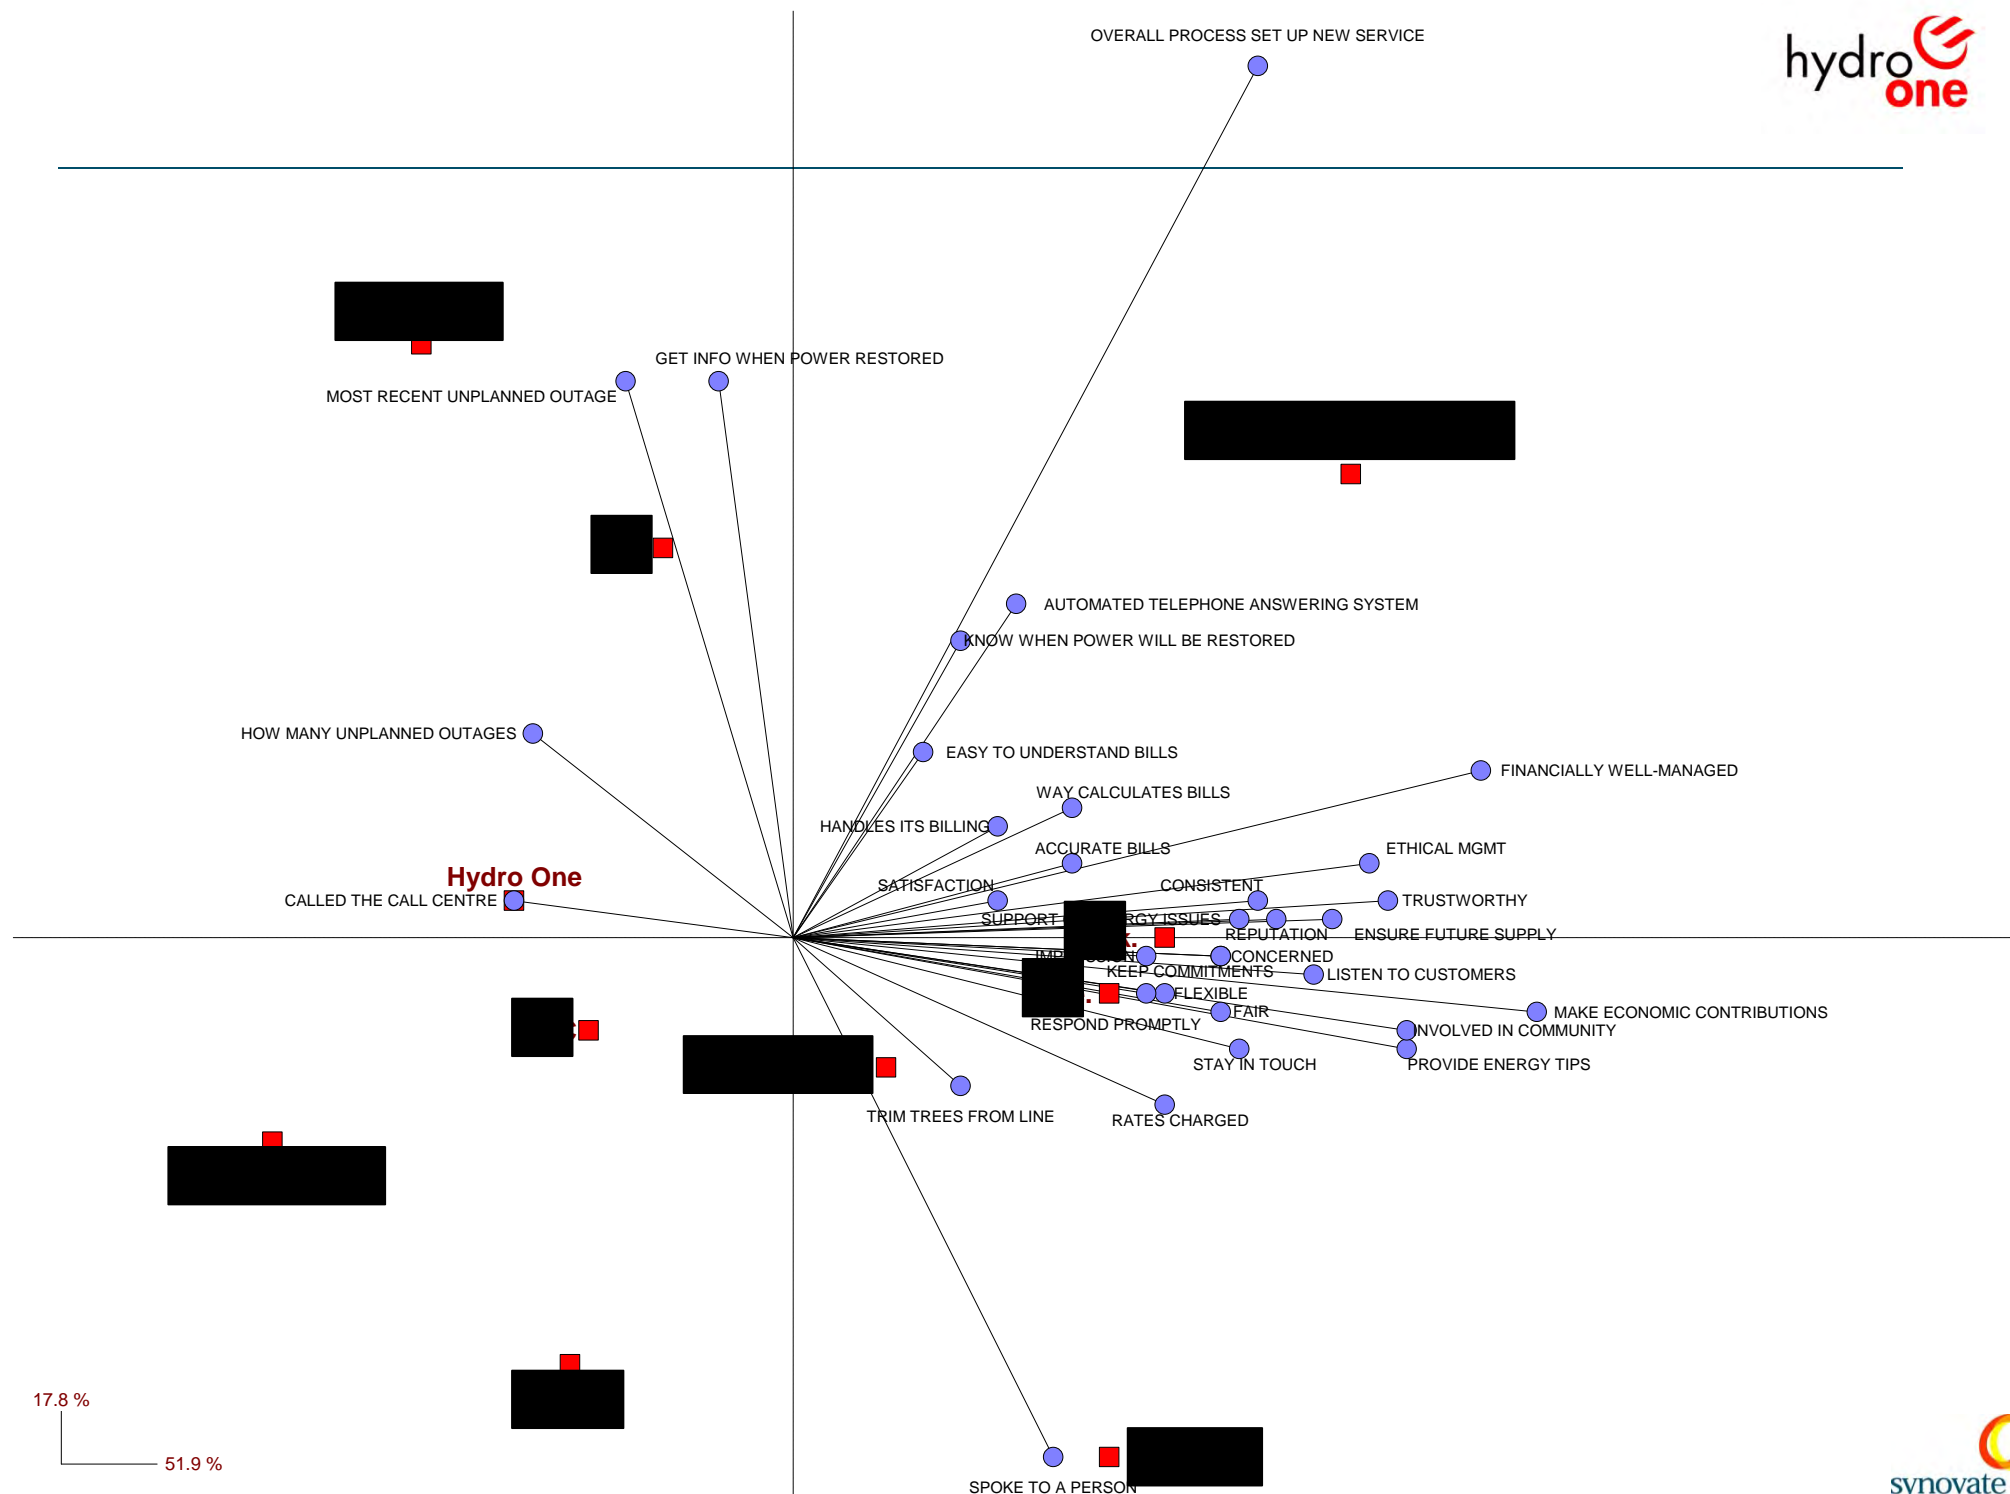 OVERALL PROCESS SET UP NEW SERVICE
hydro
one
GET INFO WHEN POWER RESTORED
MOST RECENT UNPLANNED OUTAGE
AUTOMATED TELEPHONE ANSWERING SYSTEM
KNOW WHEN POWER WILL BE RESTORED
HOW MANY UNPLANNED OUTAGES
EASY TO UNDERSTAND BILLS
FINANCIALLY WELL-MANAGED
WAY CALCULATES BILLS
HANDLES ITS BILLING
ACCURATE BILLS
ETHICAL MGMT
Hydro One
SATISFACTION
CONSISTENT
CALLED THE CALL CENTRE
TRUSTWORTHY
SUPPORT
RGY ISSUES
REPUTATION
ENSURE FUTURE SUPPLY
CONCERNED
KEEP COMMITMENTS
LISTEN TO CUSTOMERS
FLEXIBLE
FAIR
MAKE ECONOMIC CONTRIBUTIONS
RESPOND PROMPTLY
INVOLVED IN COMMUNITY
STAY IN TOUCH
PROVIDE ENERGY TIPS
TRIM TREES FROM LINE
RATES CHARGED
17.8 %
51.9 %
SPOKE TO A PERSON
synovate